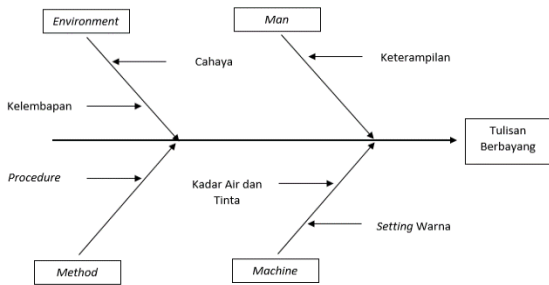 Environment
Man
Cahaya
Keterampilan
Kelembapan
Tulisan
Berbayang
Procedure
Kadar Air dan
Tinta
Setting Warna
Method
Machine